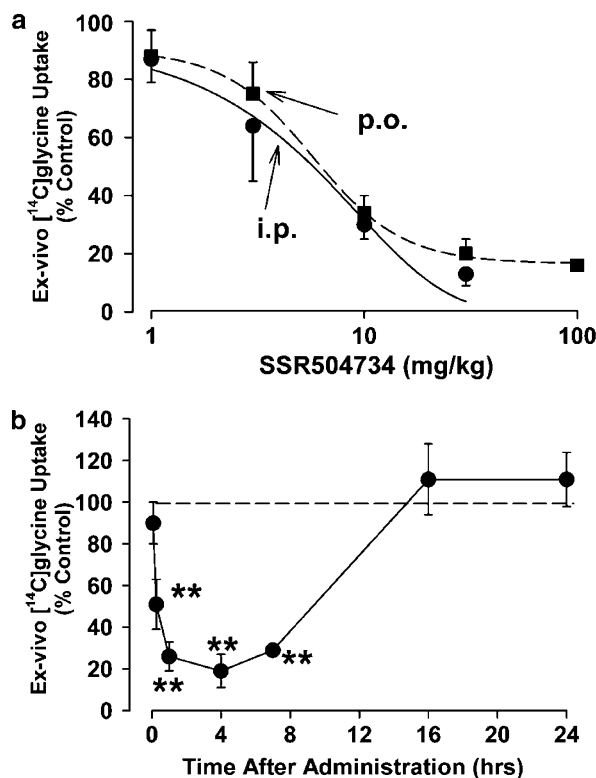 a
Ex-vivo [¹⁴C]glycine Uptake
(% Control)
100
80
60
40
20
0
p.o.
i.p.
1
10
100
SSR504734 (mg/kg)
b
Ex-vivo [¹⁴C]glycine Uptake
(% Control)
140
120
100
80
60
40
20
0
**
**
**
**
0
4
8
12
16
20
24
Time After Administration (hrs)